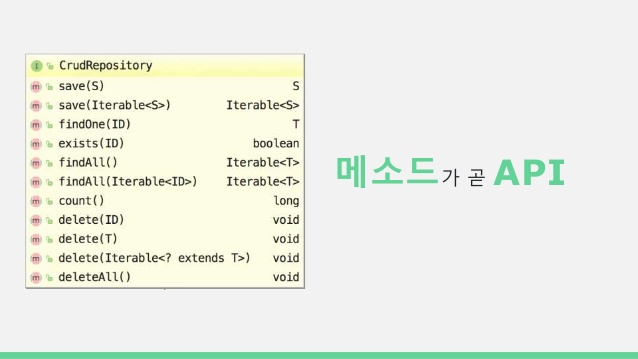 CrudRepository
save(S) S
save(Iterable<S>) Iterable<S>
findOne(ID) T
exists(ID) boolean
findAll() Iterable<T>
findAll(Iterable<ID>) Iterable<T>
count() long
delete(ID) void
delete(T) void
delete(Iterable<? extends T>) void
deleteAll() void
메소드가 곧 API